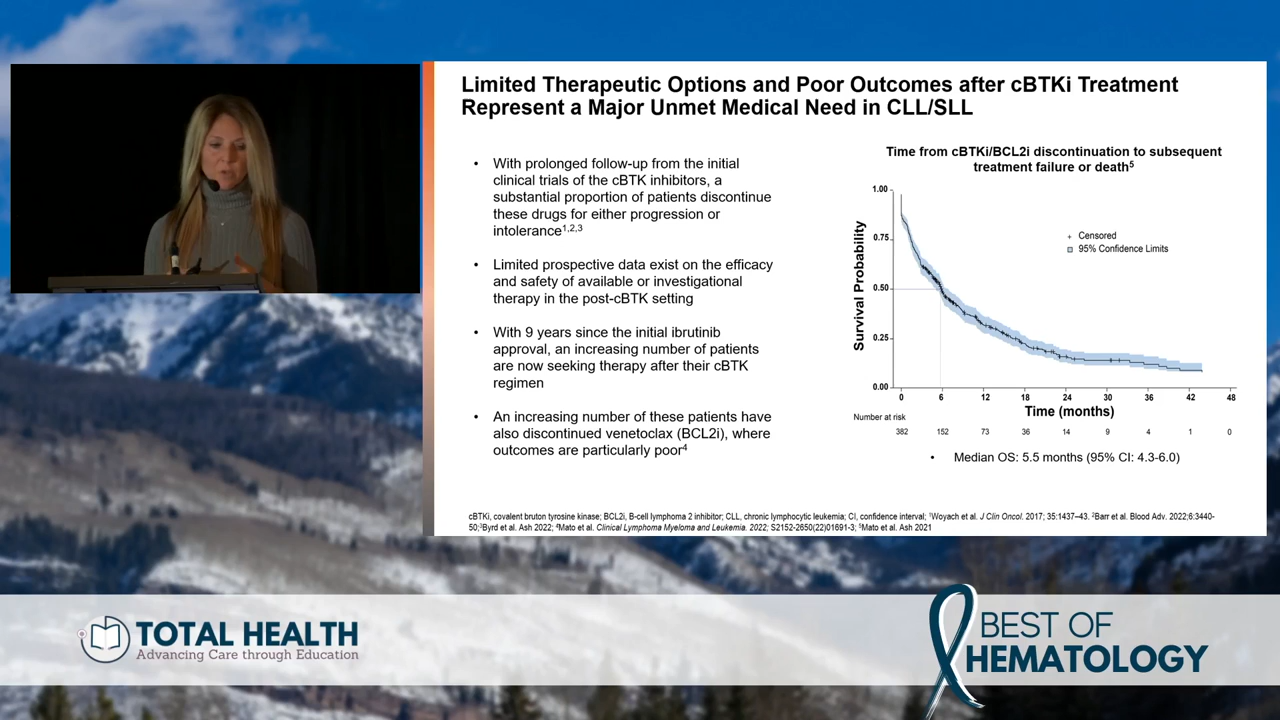 Limited Therapeutic Options and Poor Outcomes after cBTKi Treatment
Represent a Major Unmet Medical Need in CLL/SLL
• With prolonged follow-up from the initial
clinical trials of the cBTK inhibitors, a
substantial proportion of patients discontinue
these drugs for either progression or
intolerance1,2,3
• Limited prospective data exist on the efficacy
and safety of available or investigational
therapy in the post-cBTK setting
• With 9 years since the initial ibrutinib
approval, an increasing number of patients
are now seeking therapy after their cBTK
regimen
• An increasing number of these patients have
also discontinued venetoclax (BCL2i), where
outcomes are particularly poor4
Time from cBTKi/BCL2i discontinuation to subsequent
treatment failure or death5
Survival Probability
1.00
0.75
0.50
0.25
0.00
+ Censored
95% Confidence Limits
0 6 12 18 24 30 36 42 48
Time (months)
Number at risk
382 152 73 36 14 9 4 1 0
• Median OS: 5.5 months (95% CI: 4.3-6.0)
cBTKi, covalent bruton tyrosine kinase; BCL2i, B-cell lymphoma 2 inhibitor; CLL, chronic lymphocytic leukemia; CI, confidence interval; 1Woyach et al. J Clin Oncol. 2017; 35:1437–43. 2Barr et al. Blood Adv. 2022;6:3440-
50;3Byrd et al. Ash 2022; 4Mato et al. Clinical Lymphoma Myeloma and Leukemia. 2022; S2152-2650(22)01691-3; 5Mato et al. Ash 2021
TOTAL HEALTH
Advancing Care through Education
BEST OF
HEMATOLOGY